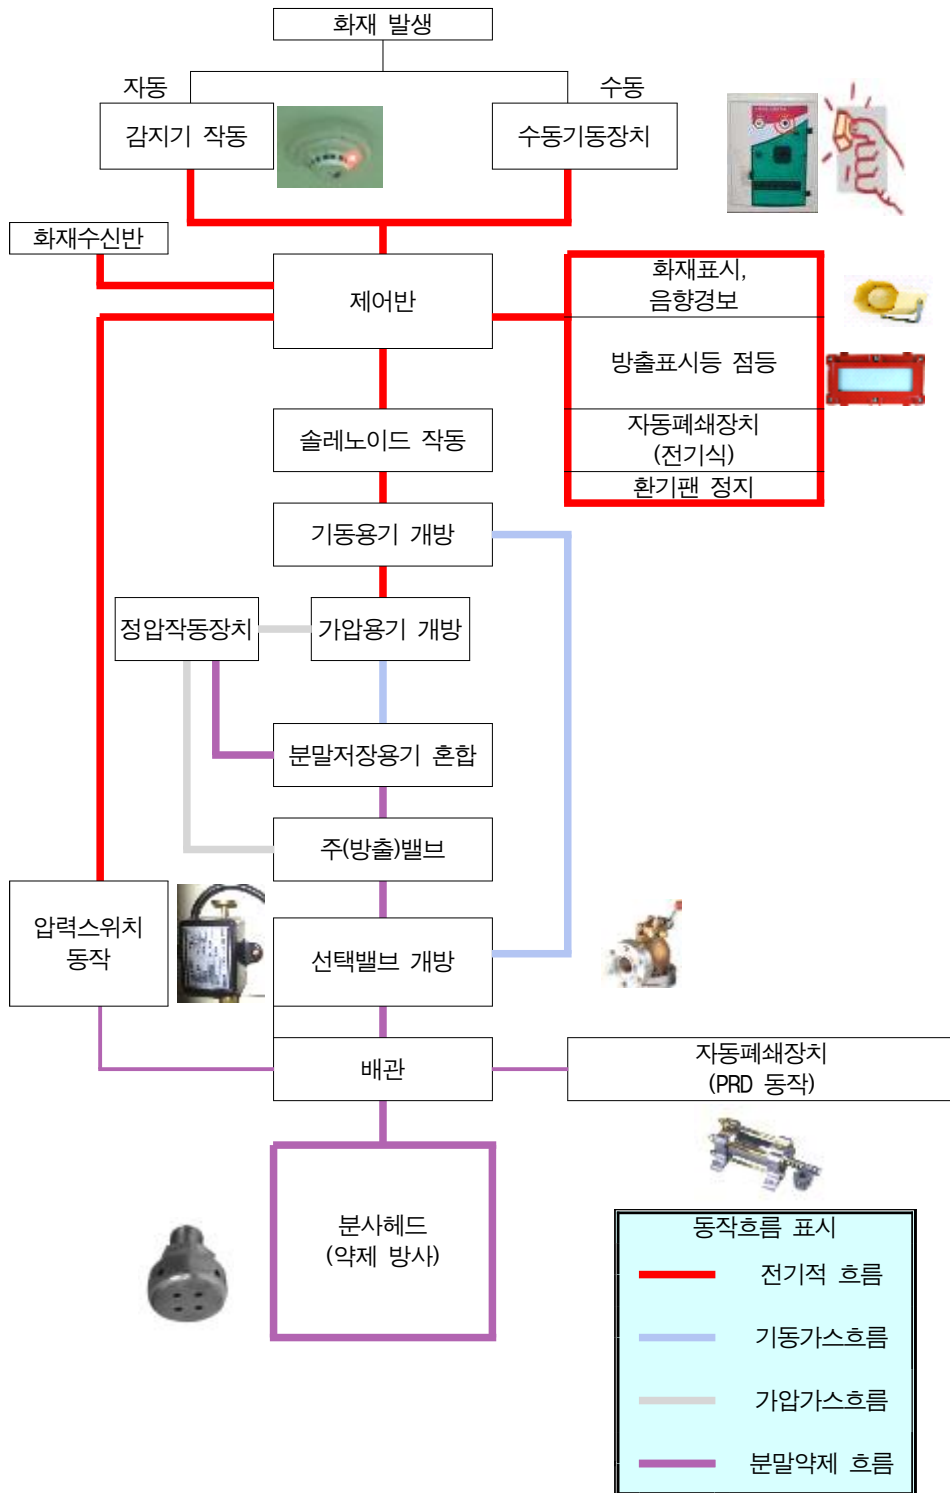 화재 발생
자동
수동
감지기 작동
수동기동장치
화재수신반
제어반
화재표시,
음향경보
방출표시등 점등
자동폐쇄장치
(전기식)
환기팬 정지
솔레노이드 작동
기동용기 개방
정압작동장치
가압용기 개방
분말저장용기 혼합
주(방출)밸브
압력스위치
동작
선택밸브 개방
배관
자동폐쇄장치
(PRD 동작)
분사헤드
(약제 방사)
동작흐름 표시
전기적 흐름
기동가스흐름
가압가스흐름
분말약제 흐름